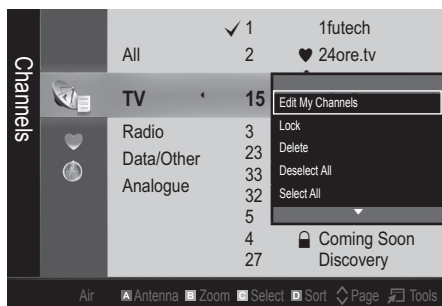 Channels
✓ 1 1futech
All 2 ♥ 24ore.tv
TV 15
Edit My Channels
Lock
Delete
Deselect All
Select All
Radio 3
Data/Other 23
Analogue 33
32
5
4 Coming Soon
27 Discovery
Air A Antenna B Zoom C Select D Sort Page Tools